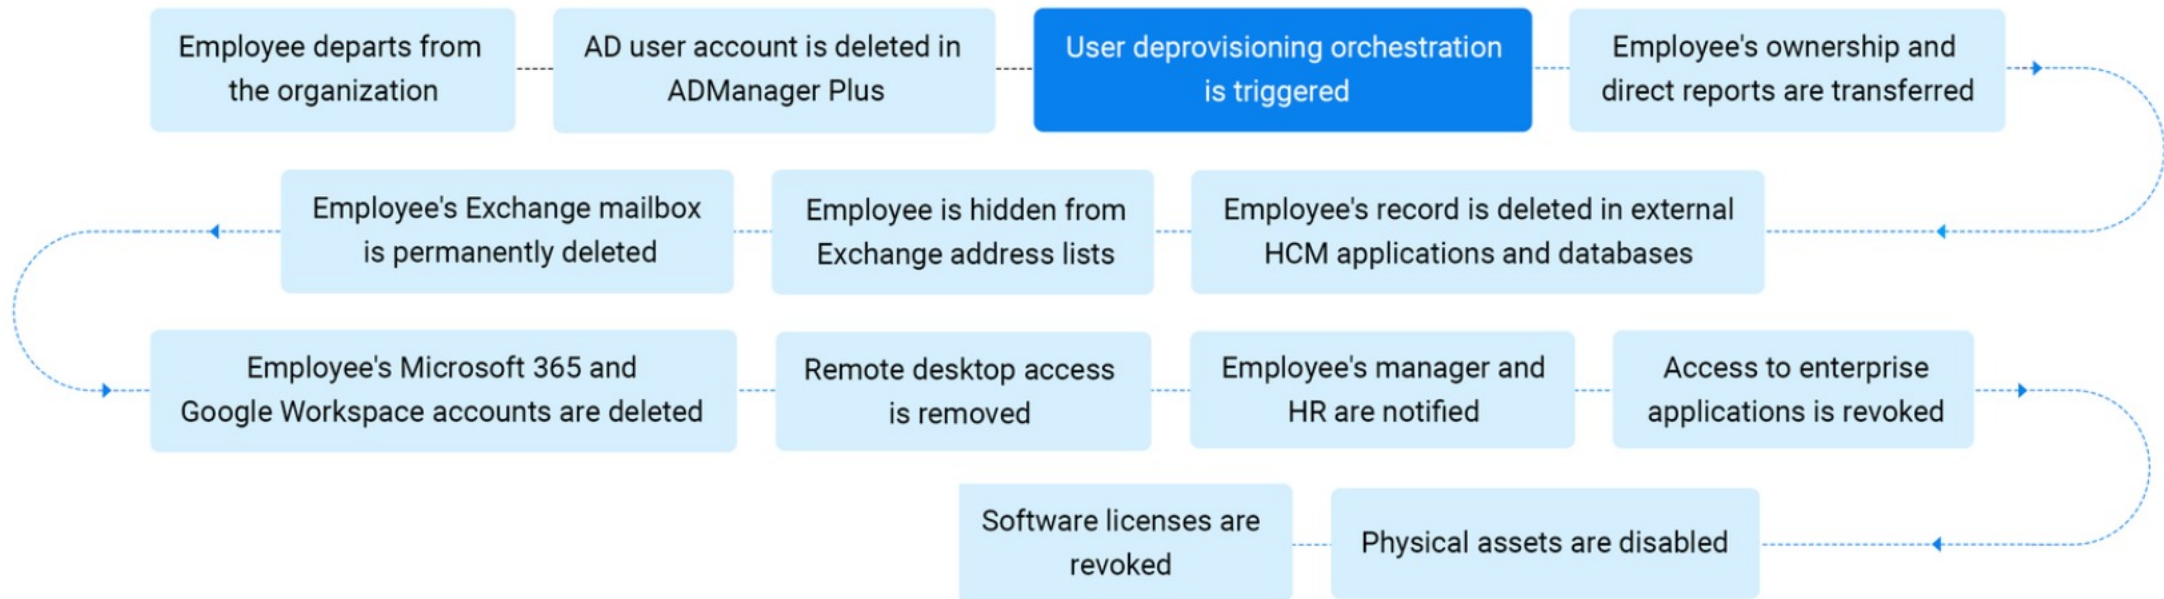 Employee departs from
the organization
AD user account is deleted in
ADManager Plus
User deprovisioning orchestration
is triggered
Employee's ownership and
direct reports are transferred
Employee's record is deleted in external
HCM applications and databases
Employee is hidden from
Exchange address lists
Employee's Exchange mailbox
is permanently deleted
Employee's Microsoft 365 and
Google Workspace accounts are deleted
Remote desktop access
is removed
Employee's manager and
HR are notified
Access to enterprise
applications is revoked
Physical assets are disabled
Software licenses are
revoked